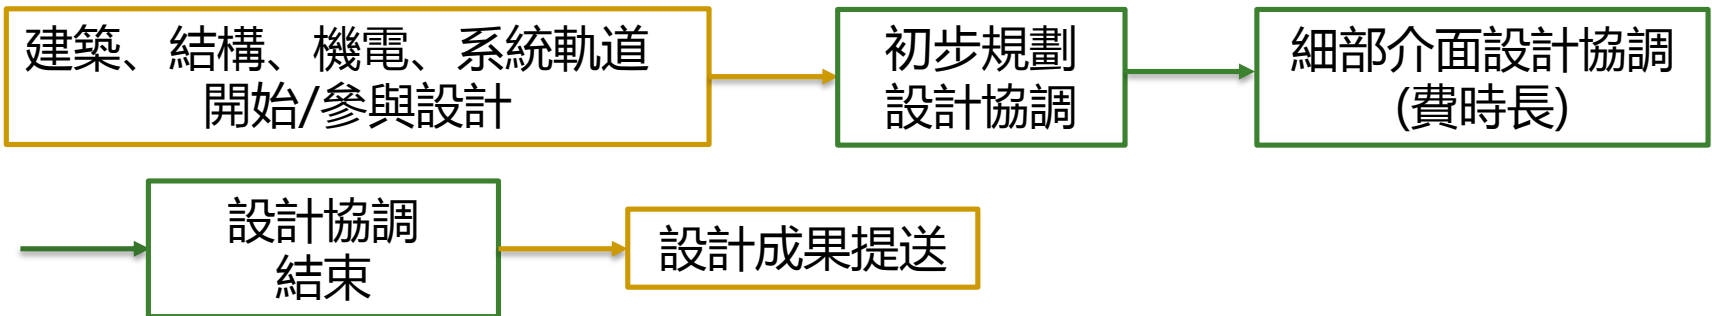 建築、結構、機電、系統軌道
開始/參與設計
初步規劃
設計協調
細部介面設計協調
(費時長)
設計協調
結束
設計成果提送